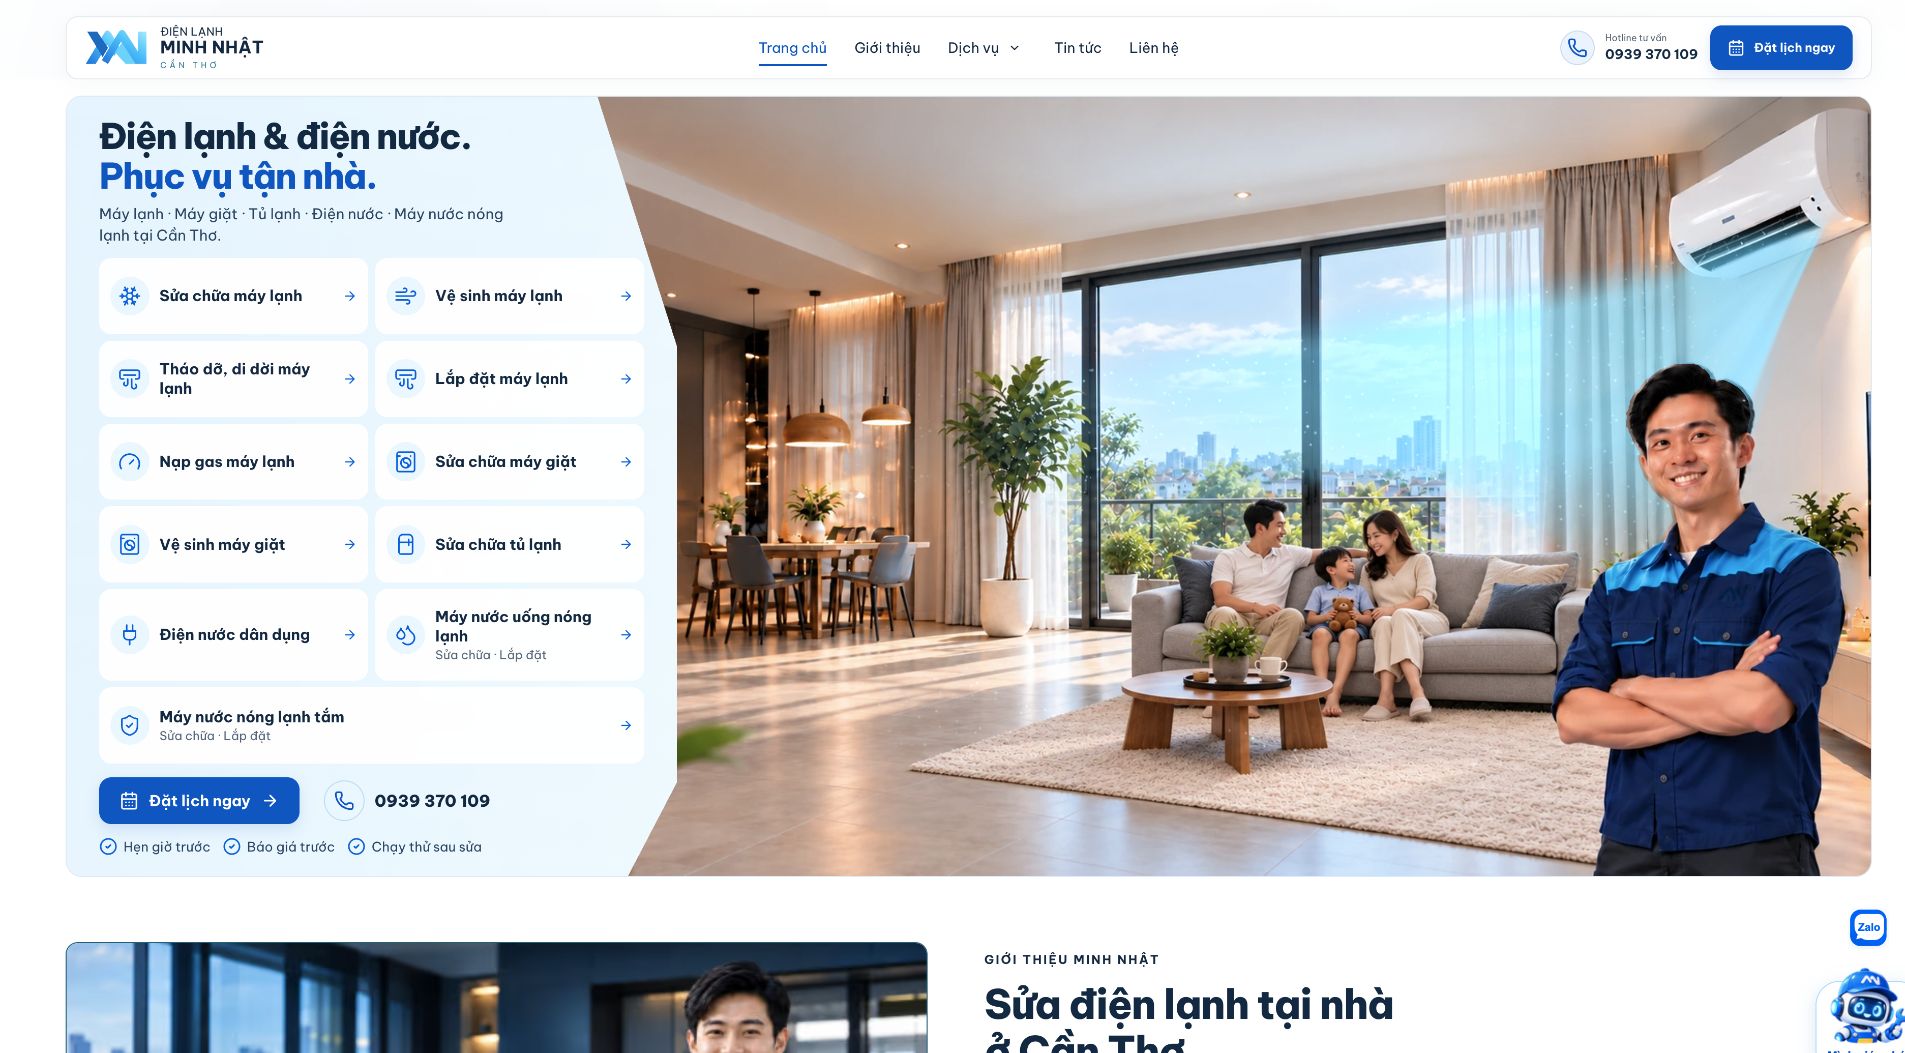 ĐIỆN LẠNH
MINH NHẬT
CẦN THƠ
Trang chủ
Giới thiệu
Dịch vụ
Tin tức
Liên hệ
Hotline tư vấn
0939 370 109
Đặt lịch ngay
Điện lạnh & điện nước.
Phục vụ tận nhà.
Máy lạnh · Máy giặt · Tủ lạnh · Điện nước · Máy nước nóng
lạnh tại Cần Thơ.
Sửa chữa máy lạnh
Vệ sinh máy lạnh
Tháo dỡ, di dời máy
lạnh
Lắp đặt máy lạnh
Nạp gas máy lạnh
Sửa chữa máy giặt
Vệ sinh máy giặt
Sửa chữa tủ lạnh
Điện nước dân dụng
Máy nước uống nóng
lạnh
Sửa chữa · Lắp đặt
Máy nước nóng lạnh tắm
Sửa chữa · Lắp đặt
Đặt lịch ngay
0939 370 109
Hẹn giờ trước
Báo giá trước
Chạy thử sau sửa
Zalo
GIỚI THIỆU MINH NHẬT
Sửa điện lạnh tại nhà
ở Cần Thơ